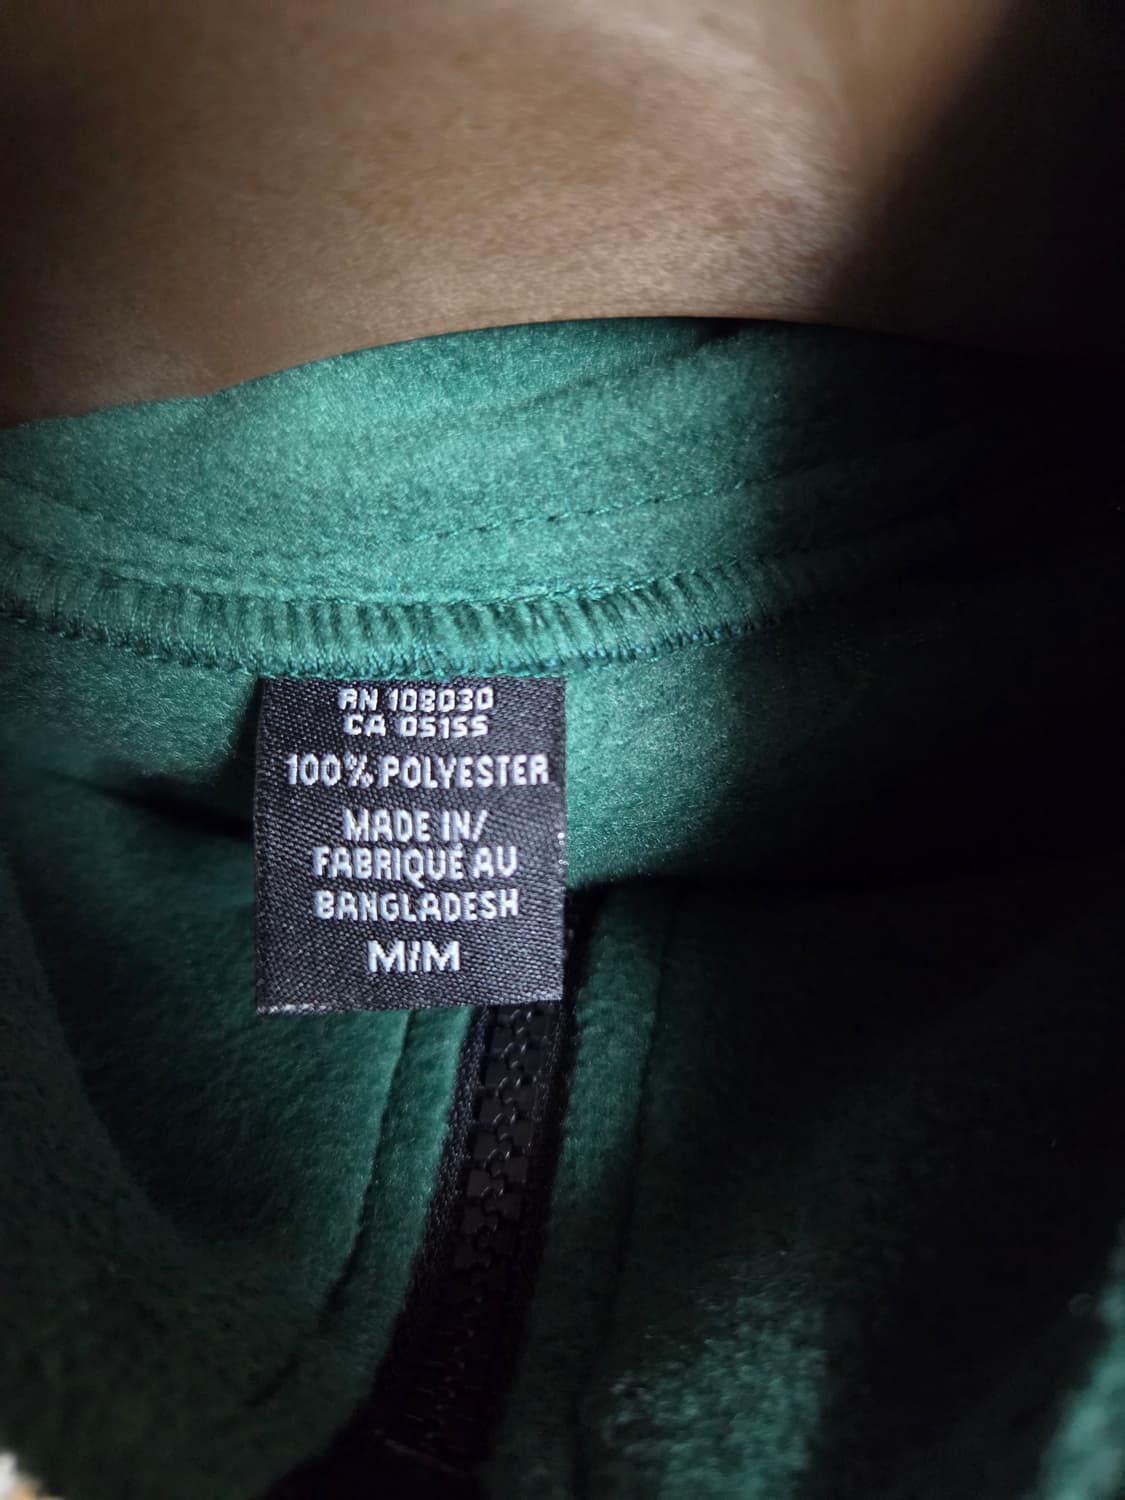 RN 108030
CA 05155
100% POLYESTER
MADE IN/
FABRIQUÉ AU
BANGLADESH
M/M